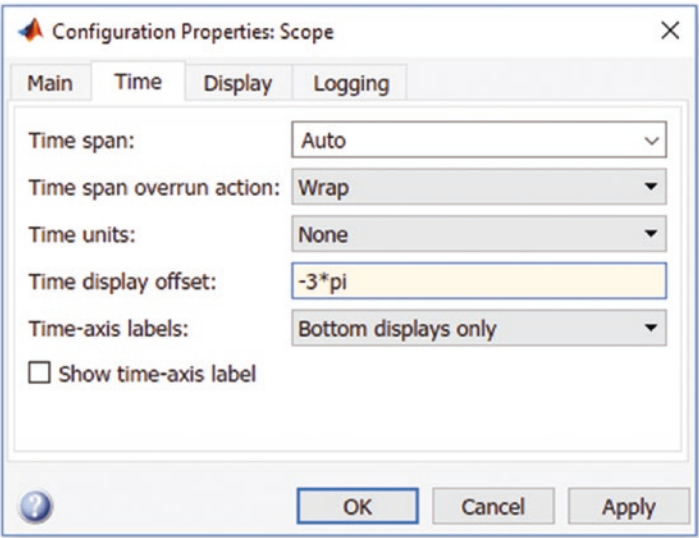 Configuration Properties: Scope
Main Time Display Logging
Time span: Auto
Time span overrun action: Wrap
Time units: None
Time display offset: -3*pi
Time-axis labels: Bottom displays only
Show time-axis label
? OK Cancel Apply